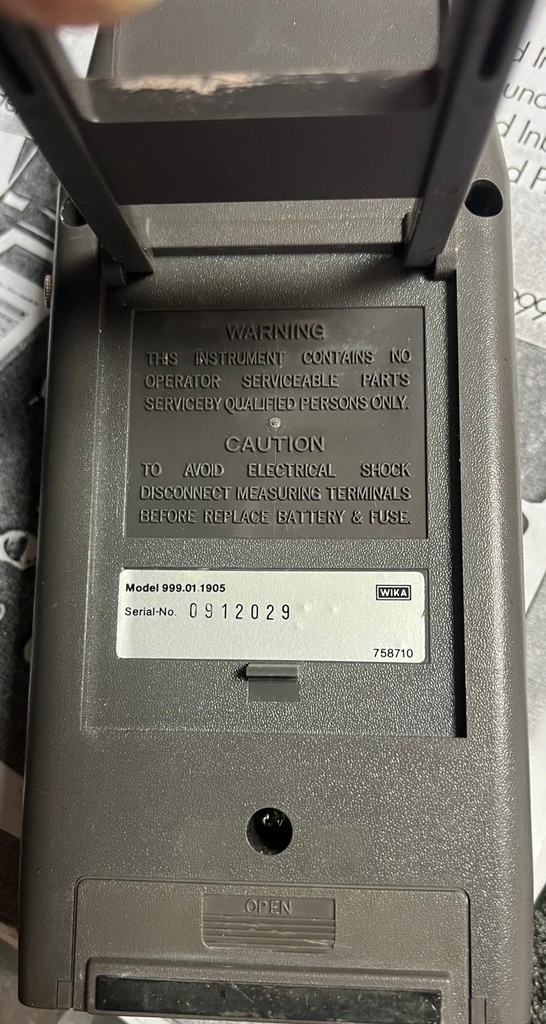 WARNING
THIS INSTRUMENT CONTAINS NO
OPERATOR SERVICEABLE PARTS
SERVICEBY QUALIFIED PERSONS ONLY.
CAUTION
TO AVOID ELECTRICAL SHOCK
DISCONNECT MEASURING TERMINALS
BEFORE REPLACE BATTERY & FUSE.
Model 999.01.1905
WIKA
Serial-No. 0912029
758710
OPEN